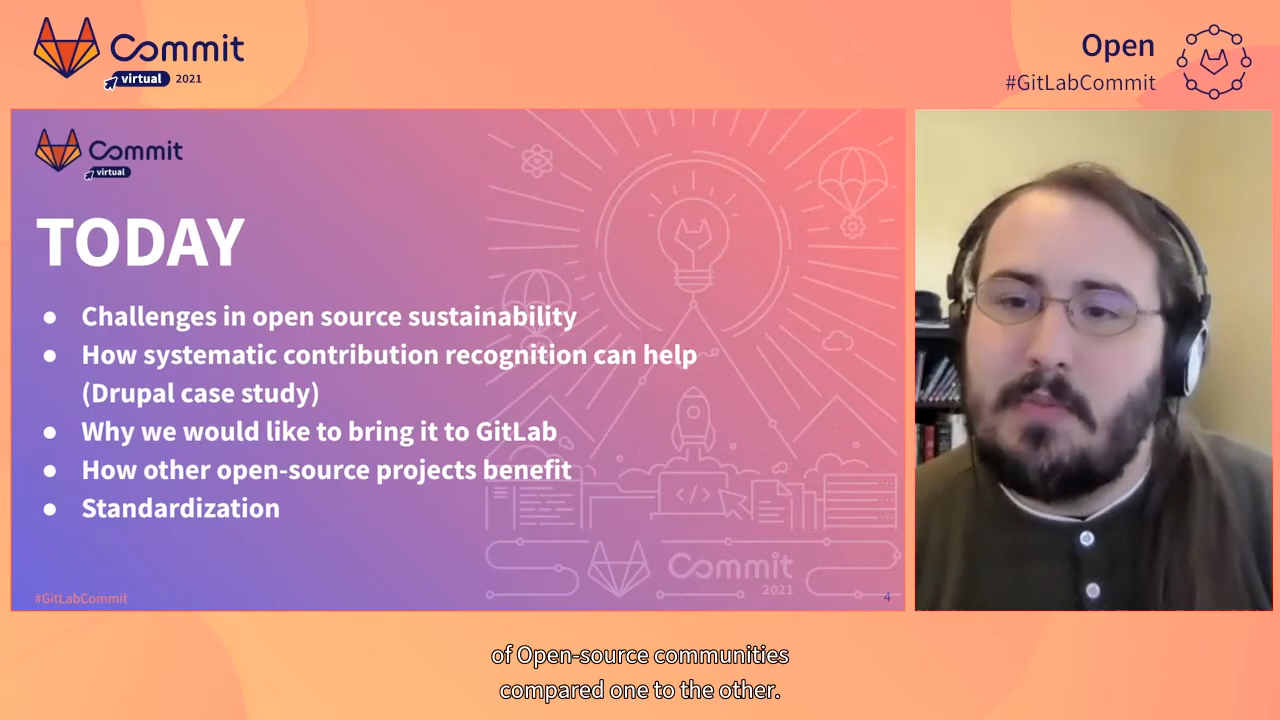 Commit
virtual 2021
Open
#GitLabCommit
Commit
virtual
TODAY
● Challenges in open source sustainability
● How systematic contribution recognition can help
(Drupal case study)
● Why we would like to bring it to GitLab
● How other open-source projects benefit
● Standardization
</>
Commit
2021
#GitLabCommit
4
of Open-source communities
compared one to the other.